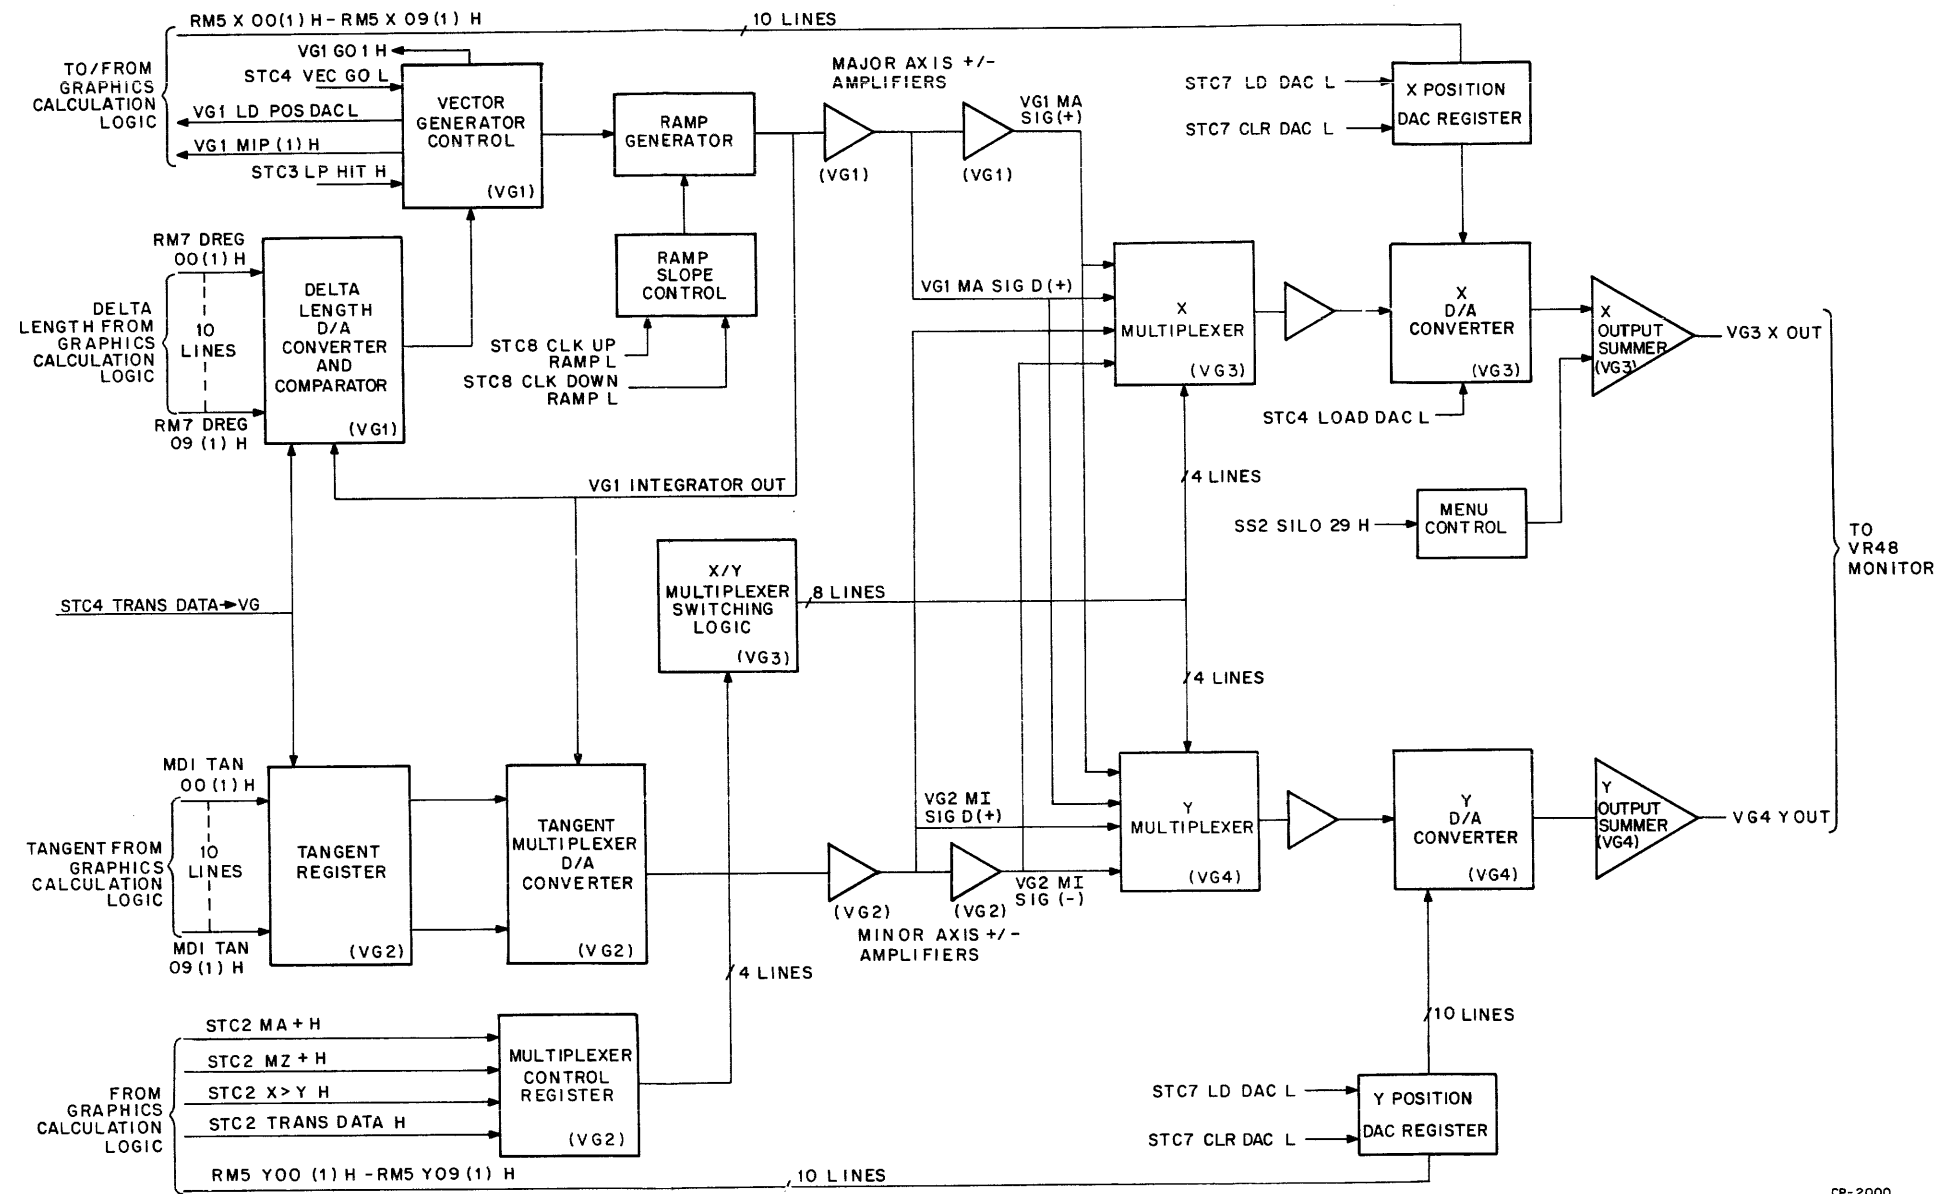 RM5 X 00(1) H-RM5 X 09(1) H
10 LINES
TO/FROM
GRAPHICS
CALCULATION
LOGIC
VG1 GO 1 H
STC4 VEC GO L
VG1 LD POS DAC L
VG1 MIP (1) H
STC3 LP HIT H
VECTOR
GENERATOR
CONTROL
(VG1)
RAMP
GENERATOR
MAJOR AXIS +/-
AMPLIFIERS
(VG1)
(VG1)
VG1 MA
SIG(+)
STC7 LD DAC L
STC7 CLR DAC L
X POSITION
DAC REGISTER
RM7 DREG
00(1) H
DELTA
LENGTH FROM
GRAPHICS
CALCULATION
LOGIC
10
LINES
RM7 DREG
09 (1) H
DELTA
LENGTH
D/A
CONVERTER
AND
COMPARATOR
(VG1)
RAMP
SLOPE
CONTROL
STC8 CLK UP
RAMP L
STC8 CLK DOWN
RAMP L
VG1 MA SIG D (+)
X
MULTIPLEXER
(VG3)
X
D/A
CONVERTER
(VG3)
STC4 LOAD DAC L
X
OUTPUT
SUMMER
(VG3)
VG3 X OUT
VG1 INTEGRATOR OUT
4 LINES
SS2 SILO 29 H
MENU
CONTROL
TO
VR48
MONITOR
STC4 TRANS DATA→VG
X/Y
MULTIPLEXER
SWITCHING
LOGIC
(VG3)
8 LINES
4 LINES
MDI TAN
00(1) H
TANGENT FROM
GRAPHICS
CALCULATION
LOGIC
10
LINES
MDI TAN
09 (1) H
TANGENT
REGISTER
(VG2)
TANGENT
MULTIPLEXER
D/A
CONVERTER
(VG2)
(VG2)
(VG2)
MINOR AXIS +/-
AMPLIFIERS
VG2 MI
SIG D(+)
VG2 MI
SIG (-)
Y
MULTIPLEXER
(VG4)
Y
D/A
CONVERTER
(VG4)
Y
OUTPUT
SUMMER
(VG4)
VG4 Y OUT
4 LINES
10 LINES
FROM
GRAPHICS
CALCULATION
LOGIC
STC2 MA + H
STC2 MZ + H
STC2 X> Y H
STC2 TRANS DATA H
MULTIPLEXER
CONTROL
REGISTER
(VG2)
STC7 LD DAC L
STC7 CLR DAC L
Y POSITION
DAC REGISTER
RM5 Y00 (1) H-RM5 Y09 (1) H
10 LINES
CP-2000